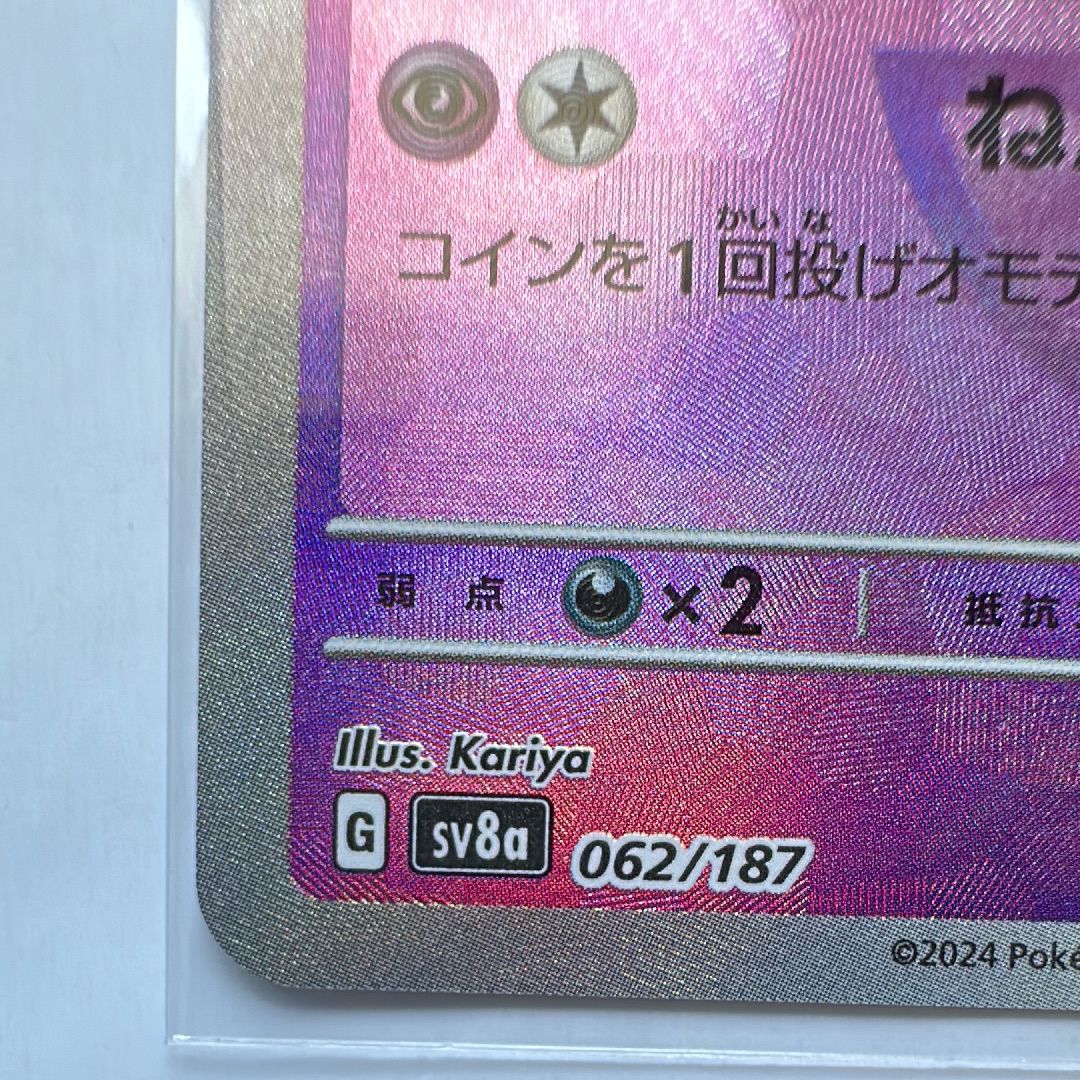 ね
かい な
コインを1回投げオモテ
弱 点 ×2 抵 抗
Illus. Kariya
G sv8a 062/187
©2024 Poké